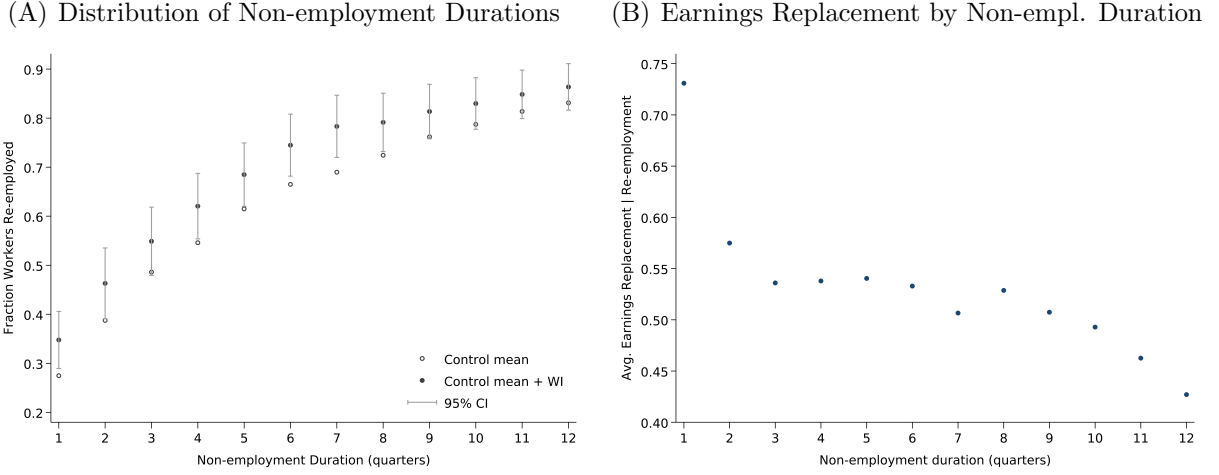 (A) Distribution of Non-employment Durations
Fraction Workers Re-employed
0.9
0.8
0.7
0.6
0.5
0.4
0.3
0.2
Control mean
Control mean + WI
95% CI
1 2 3 4 5 6 7 8 9 10 11 12
Non-employment Duration (quarters)
(B) Earnings Replacement by Non-empl. Duration
Avg. Earnings Replacement | Re-employment
0.75
0.70
0.65
0.60
0.55
0.50
0.45
0.40
1 2 3 4 5 6 7 8 9 10 11 12
Non-employment duration (quarters)